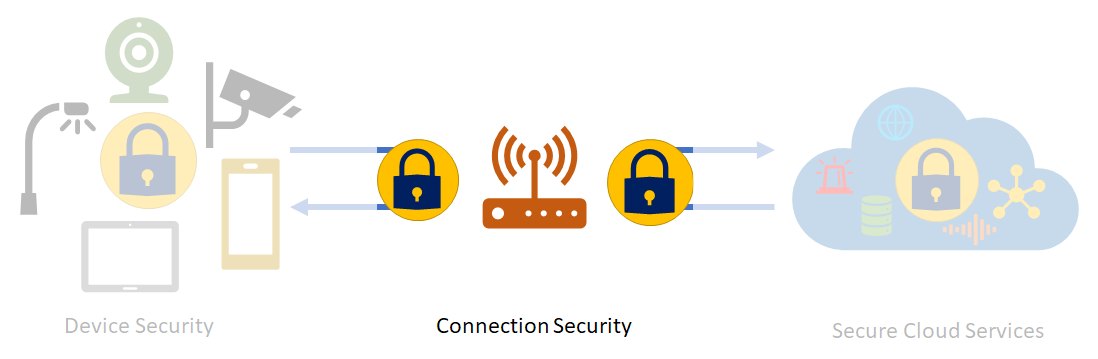 Device Security
Connection Security
Secure Cloud Services